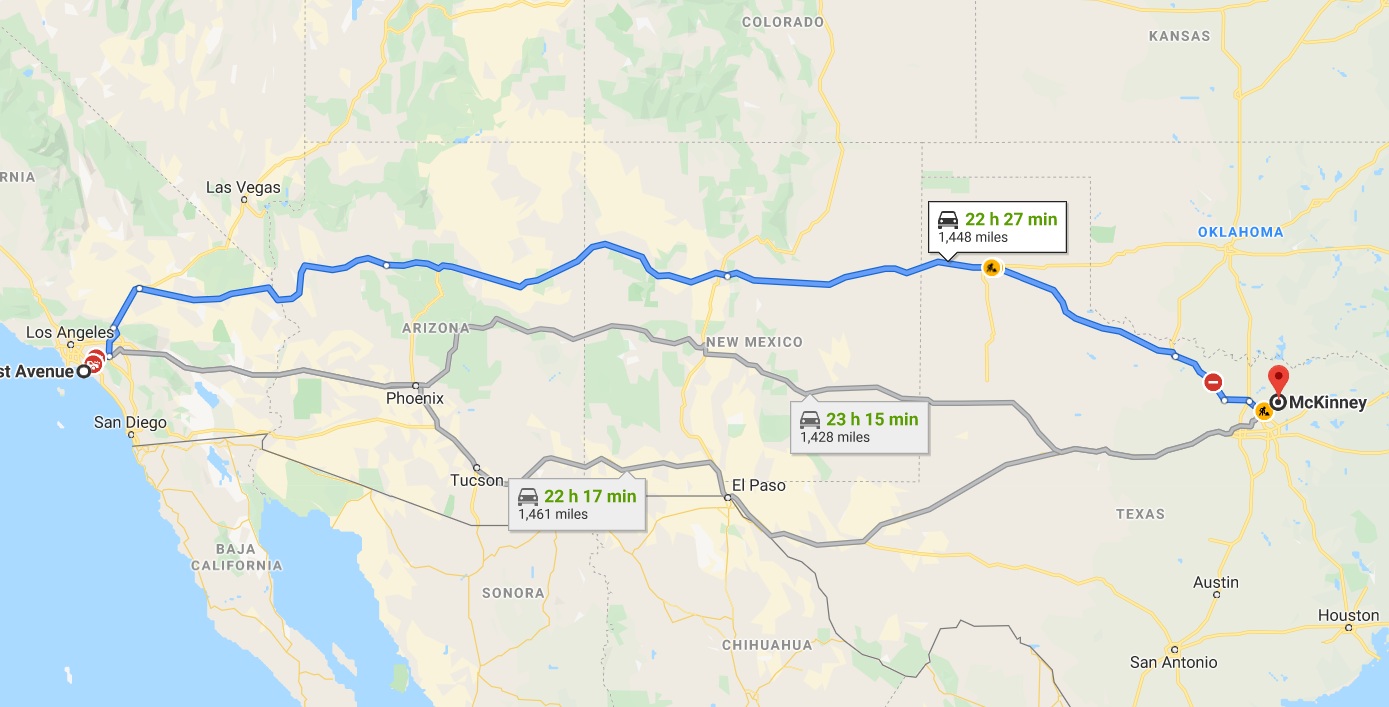 COLORADO
KANSAS
RNIA
Las Vegas
22 h 27 min
1,448 miles
OKLAHOMA
Los Angeles
ARIZONA
NEW MEXICO
st Avenue
Phoenix
McKinney
San Diego
23 h 15 min
1,428 miles
Tucson
22 h 17 min
1,461 miles
El Paso
TEXAS
BAJA
CALIFORNIA
SONORA
Austin
Houston
CHIHUAHUA
San Antonio